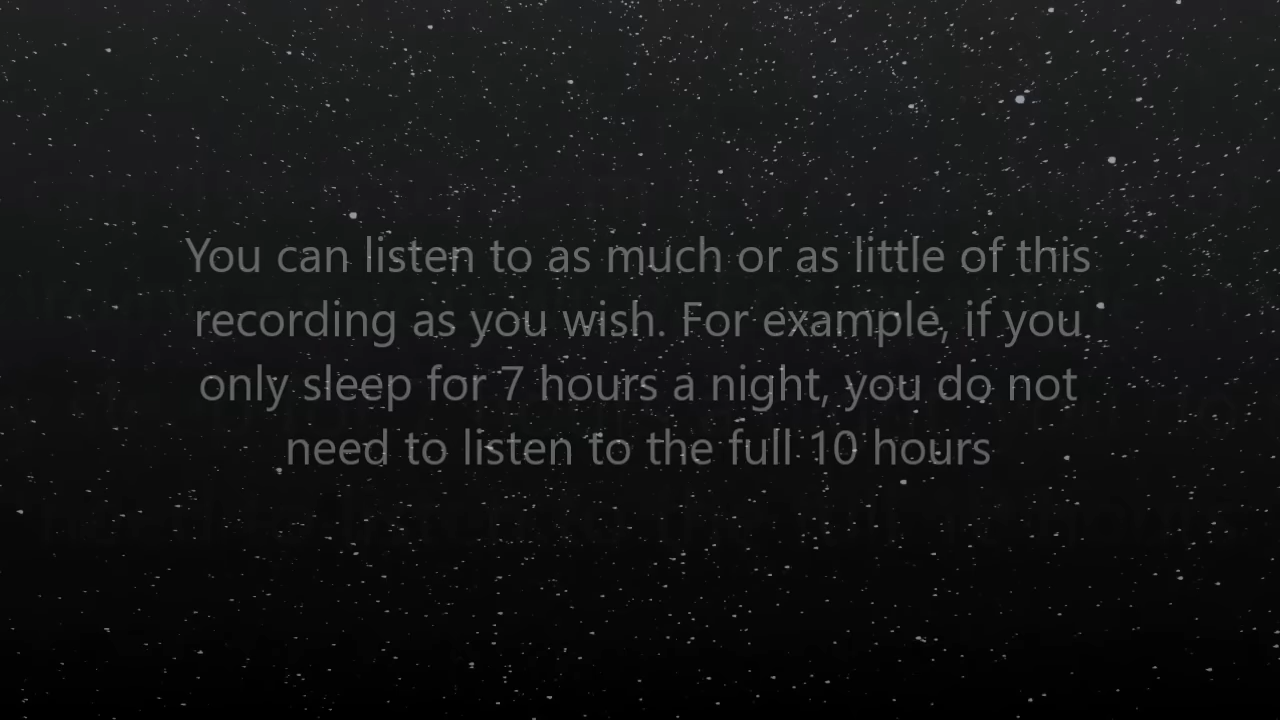 You can listen to as much or as little of this
recording as you wish. For example, if you
only sleep for 7 hours a night, you do not
need to listen to the full 10 hours